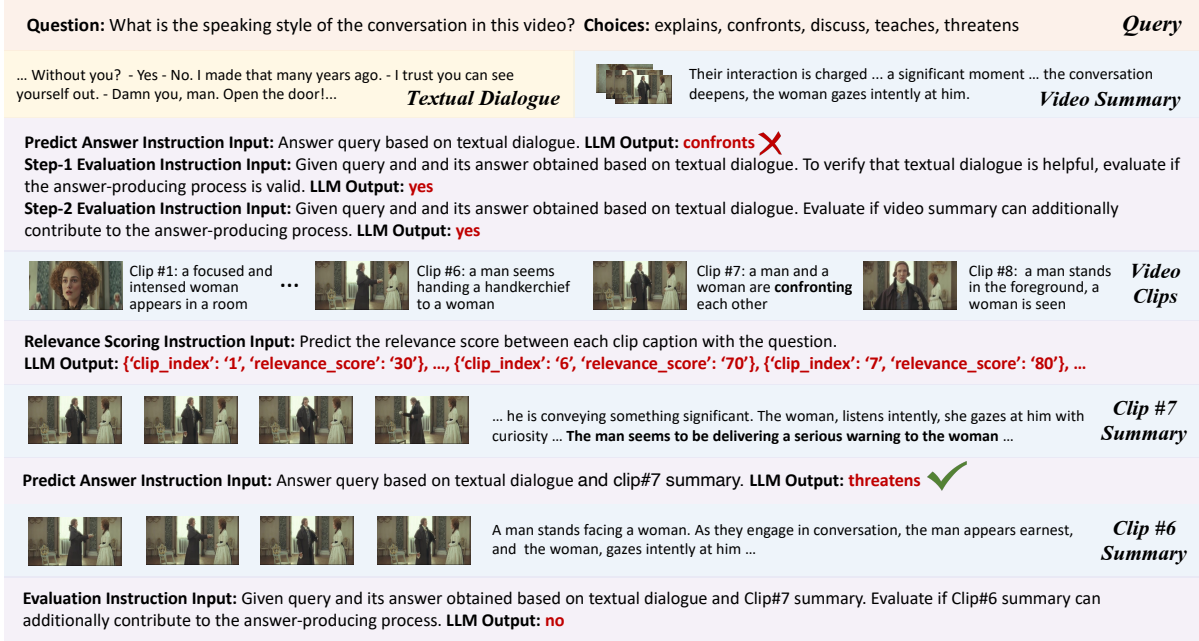 Question: What is the speaking style of the conversation in this video? Choices: explains, confronts, discuss, teaches, threatens
Query
... Without you? - Yes - No. I made that many years ago. - I trust you can see
yourself out. - Damn you, man. Open the door!...
Textual Dialogue
Their interaction is charged ... a significant moment ... the conversation
deepens, the woman gazes intently at him.
Video Summary
Predict Answer Instruction Input: Answer query based on textual dialogue. LLM Output: confronts
Step-1 Evaluation Instruction Input: Given query and and its answer obtained based on textual dialogue. To verify that textual dialogue is helpful, evaluate if
the answer-producing process is valid. LLM Output: yes
Step-2 Evaluation Instruction Input: Given query and and its answer obtained based on textual dialogue. Evaluate if video summary can additionally
contribute to the answer-producing process. LLM Output: yes
Clip #1: a focused and
intensed woman
appears in a room
...
Clip #6: a man seems
handing a handkerchief
to a woman
Clip #7: a man and a
woman are confronting
each other
Clip #8:  a man stands
in the foreground, a
woman is seen
Video
Clips
Relevance Scoring Instruction Input: Predict the relevance score between each clip caption with the question.
LLM Output: {‘clip_index’: ‘1’, ‘relevance_score’: ‘30’}, ..., {‘clip_index’: ‘6’, ‘relevance_score’: ‘70’}, {‘clip_index’: ‘7’, ‘relevance_score’: ‘80’}, ...
... he is conveying something significant. The woman, listens intently, she gazes at him with
curiosity ... The man seems to be delivering a serious warning to the woman ...
Clip #7
Summary
Predict Answer Instruction Input: Answer query based on textual dialogue and clip#7 summary. LLM Output: threatens
A man stands facing a woman. As they engage in conversation, the man appears earnest,
and  the woman, gazes intently at him ...
Clip #6
Summary
Evaluation Instruction Input: Given query and its answer obtained based on textual dialogue and Clip#7 summary. Evaluate if Clip#6 summary can
additionally contribute to the answer-producing process. LLM Output: no